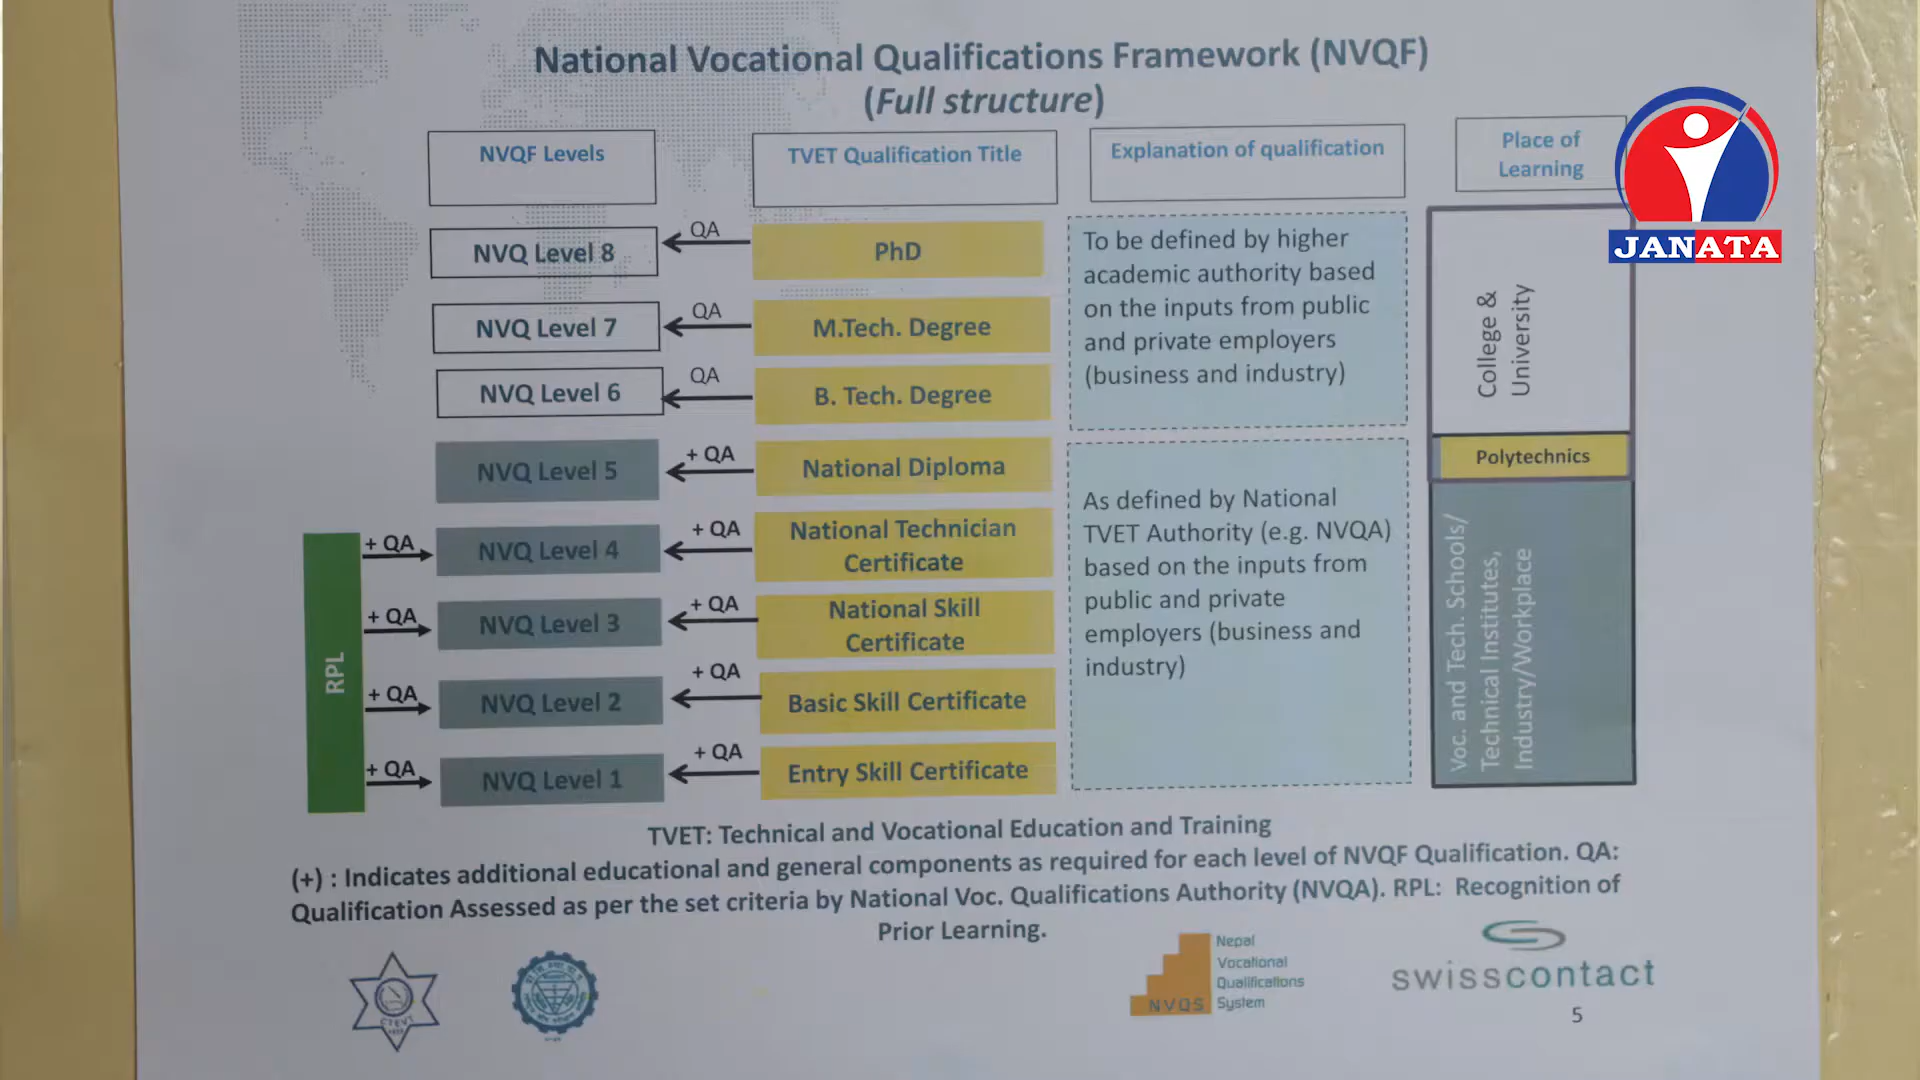 National Vocational Qualifications Framework (NVQF)
(Full structure)
JANATA
NVQF Levels
TVET Qualification Title
Explanation of qualification
Place of
Learning
NVQ Level 8
QA
PhD
NVQ Level 7
QA
M.Tech. Degree
NVQ Level 6
QA
B. Tech. Degree
To be defined by higher
academic authority based
on the inputs from public
and private employers
(business and industry)
College &
University
NVQ Level 5
+ QA
National Diploma
Polytechnics
RPL
+ QA
NVQ Level 4
+ QA
National Technician
Certificate
+ QA
NVQ Level 3
+ QA
National Skill
Certificate
+ QA
NVQ Level 2
+ QA
Basic Skill Certificate
+ QA
NVQ Level 1
+ QA
Entry Skill Certificate
As defined by National
TVET Authority (e.g. NVQA)
based on the inputs from
public and private
employers (business and
industry)
Voc. and Tech. Schools/
Technical Institutes,
Industry/Workplace
TVET: Technical and Vocational Education and Training
(+) : Indicates additional educational and general components as required for each level of NVQF Qualification. QA:
Qualification Assessed as per the set criteria by National Voc. Qualifications Authority (NVQA). RPL: Recognition of
Prior Learning.
CTEVT
NVQS
Nepal
Vocational
Qualifications
System
swisscontact
5